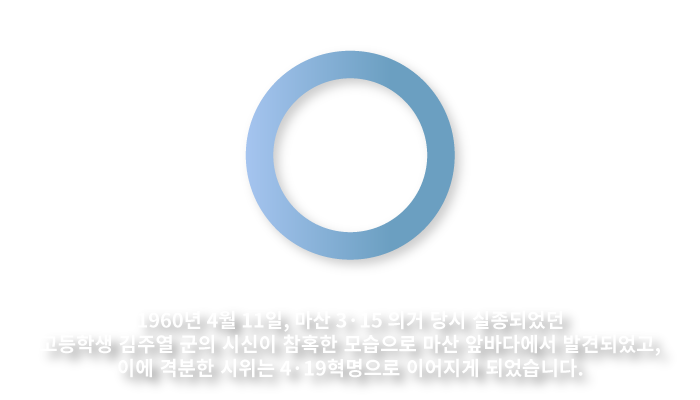 1960년 4월 11일, 마산 3·15 의거 당시 실종되었던
고등학생 김주열 군의 시신이 참혹한 모습으로 마산 앞바다에서 발견되었고,
이에 격분한 시위는 4·19혁명으로 이어지게 되었습니다.